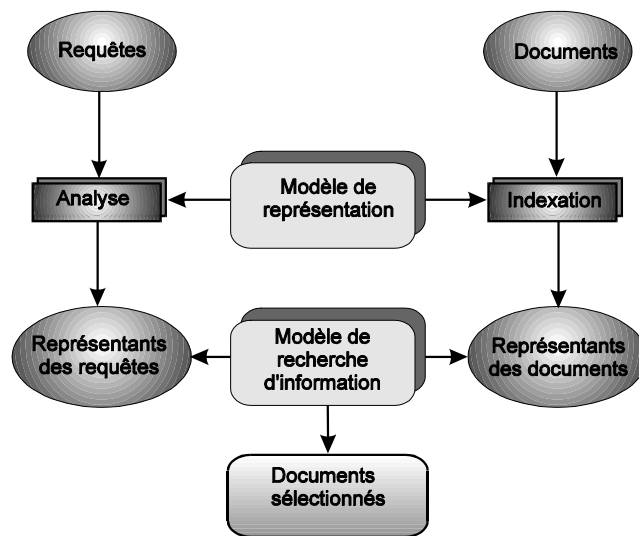 Requêtes
Documents
Analyse
Modèle de
représentation
Indexation
Représentants
des requêtes
Modèle de
recherche
d'information
Représentants
des documents
Documents
sélectionnés